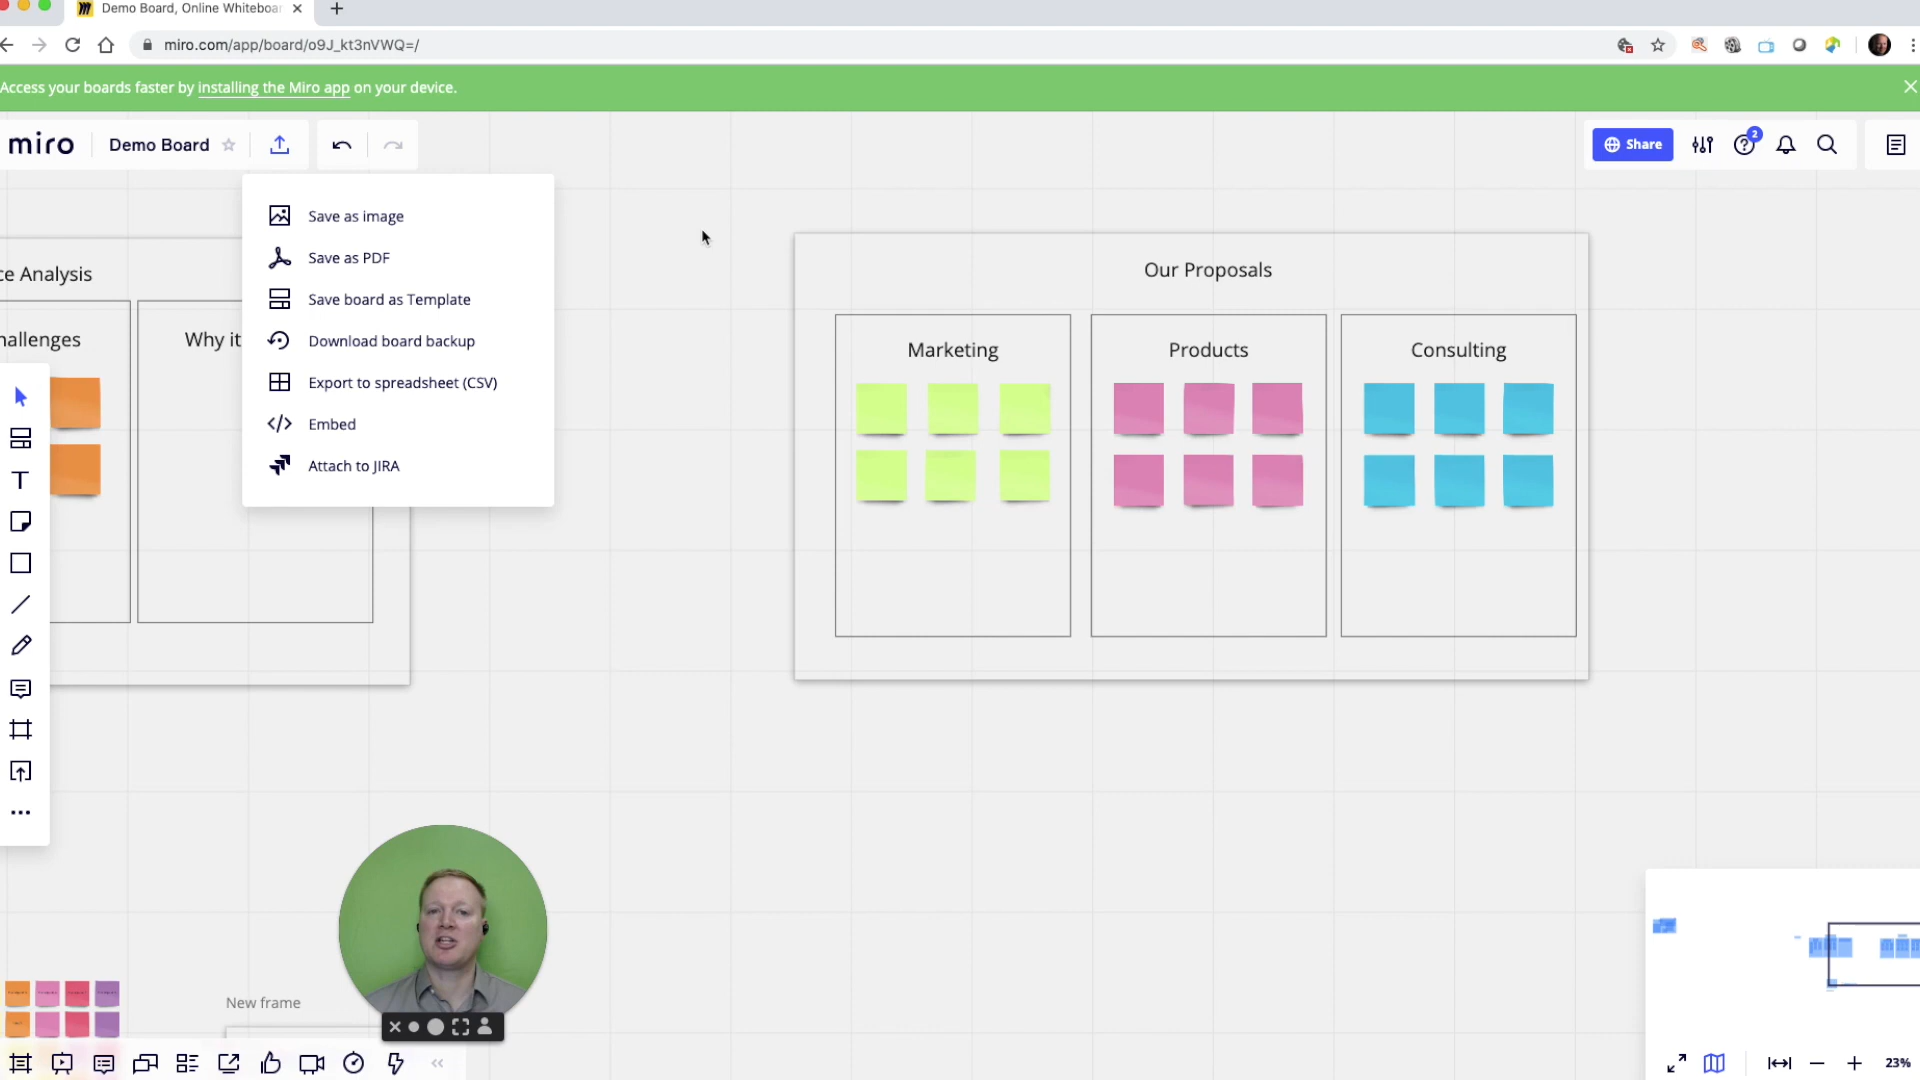 Demo Board, Online Whiteboa
miro.com/app/board/o9J_kt3nVWQ=/
Access your boards faster by installing the Miro app on your device.
miro
Demo Board
Share
2
Save as image
Save as PDF
Save board as Template
Download board backup
Export to spreadsheet (CSV)
Embed
Attach to JIRA
ce Analysis
hallenges
Why it
Our Proposals
Marketing
Products
Consulting
New frame
23%